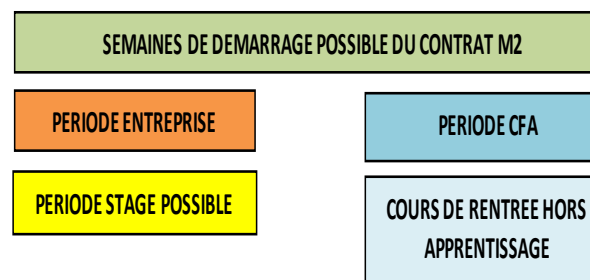 SEMAINES DE DEMARRAGE POSSIBLE DU CONTRAT M2
PERIODE ENTREPRISE
PERIODE CFA
PERIODE STAGE POSSIBLE
COURS DE RENTREE HORS
APPRENTISSAGE